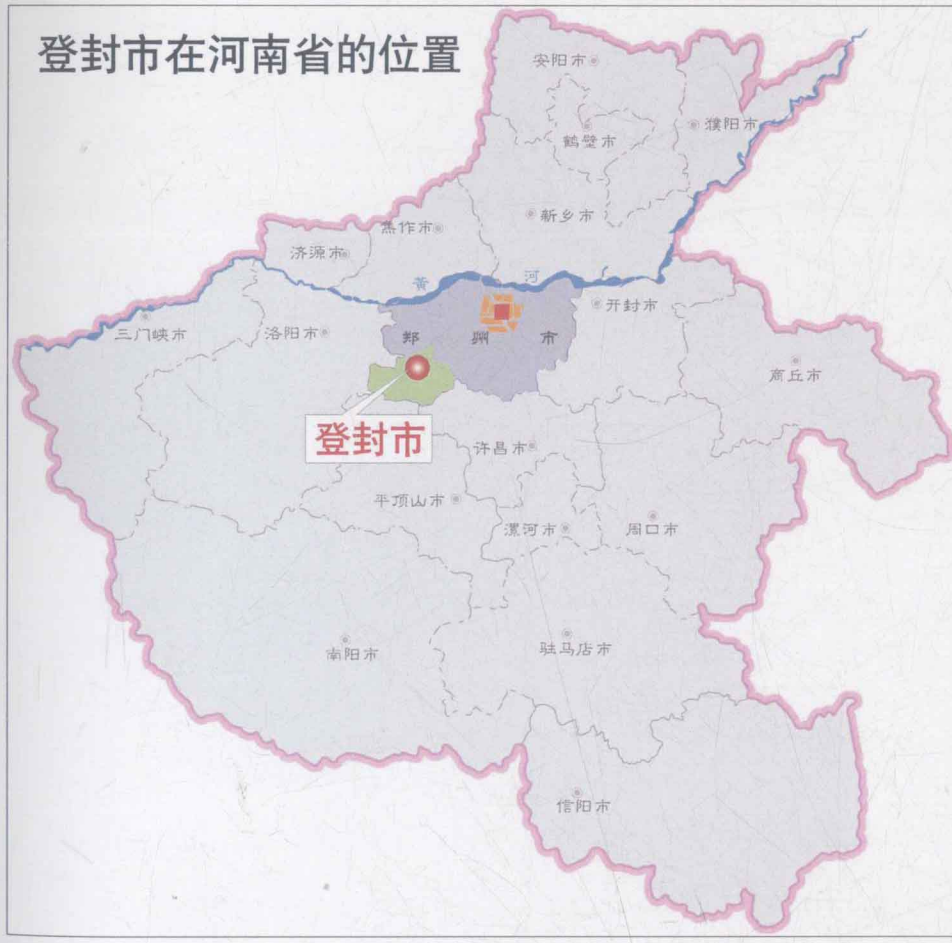 登封市在河南省的位置
安阳市
鹤壁市
濮阳市
新乡市
焦作市
济源市
黄河
三门峡市
洛阳市
郑州市
开封市
商丘市
登封市
许昌市
平顶山市
漯河市
周口市
南阳市
驻马店市
信阳市